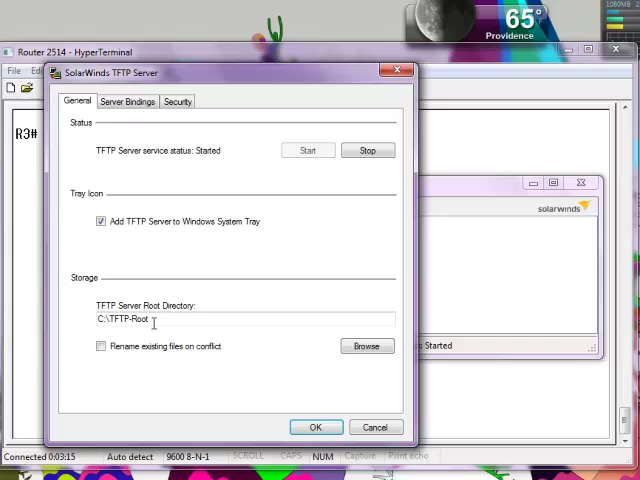 1080MB
65°F
Providence
Router 2514 - HyperTerminal
File
SolarWinds TFTP Server
General
Server Bindings
Security
R3#
Status
TFTP Server service status: Started
Start
Stop
Tray Icon
Add TFTP Server to Windows System Tray
solarwinds
Storage
TFTP Server Root Directory:
C:\TFTP-Root
Rename existing files on conflict
Browse
: Started
OK
Cancel
Connected 0:03:15
Auto detect
9600 8-N-1
SCROLL
CAPS
NUM
Capture
Print echo